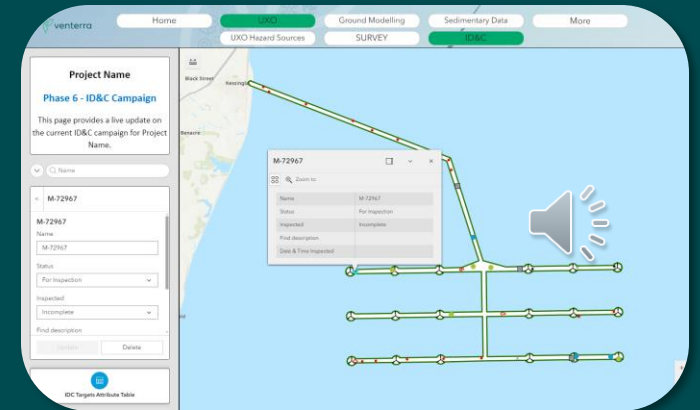 venterra
Home
UXO
Ground Modelling
Sedimentary Data
More
UXO Hazard Sources
SURVEY
ID&C
Project Name
Phase 6 - ID&C Campaign
This page provides a live update on
the current ID&C campaign for Project
Name.
Name
M-72967
M-72967
Name
M-72967
Status
For Inspection
Inspected
Incomplete
Find description
Update
Delete
IDC Targets Attribute Table
Black Street
Benacre
M-72967
Zoom to
Name M-72967
Status For Inspection
Inspected Incomplete
Find description
Date & Time Inspected